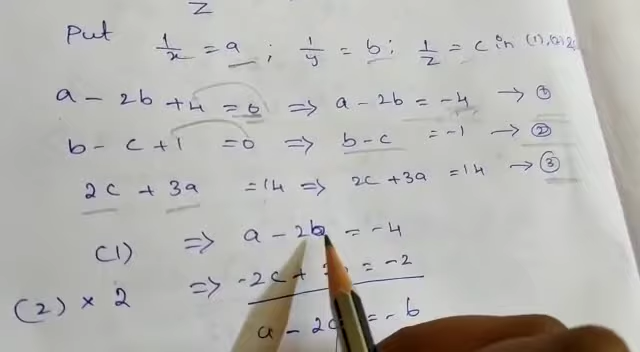 2
Put 1/x = a ; 1/y = b ; 1/z = c in (1), (2) &
a - 2b + 4 = 0 ⇒ a - 2b = -4 → ①
b - c + 1 = 0 ⇒ b - c = -1 → ②
2c + 3a = 14 ⇒ 2c + 3a = 14 → ③
(1) ⇒ a - 2b = -4
(2) × 2 ⇒ -2c + = -2
a - 2c = -6